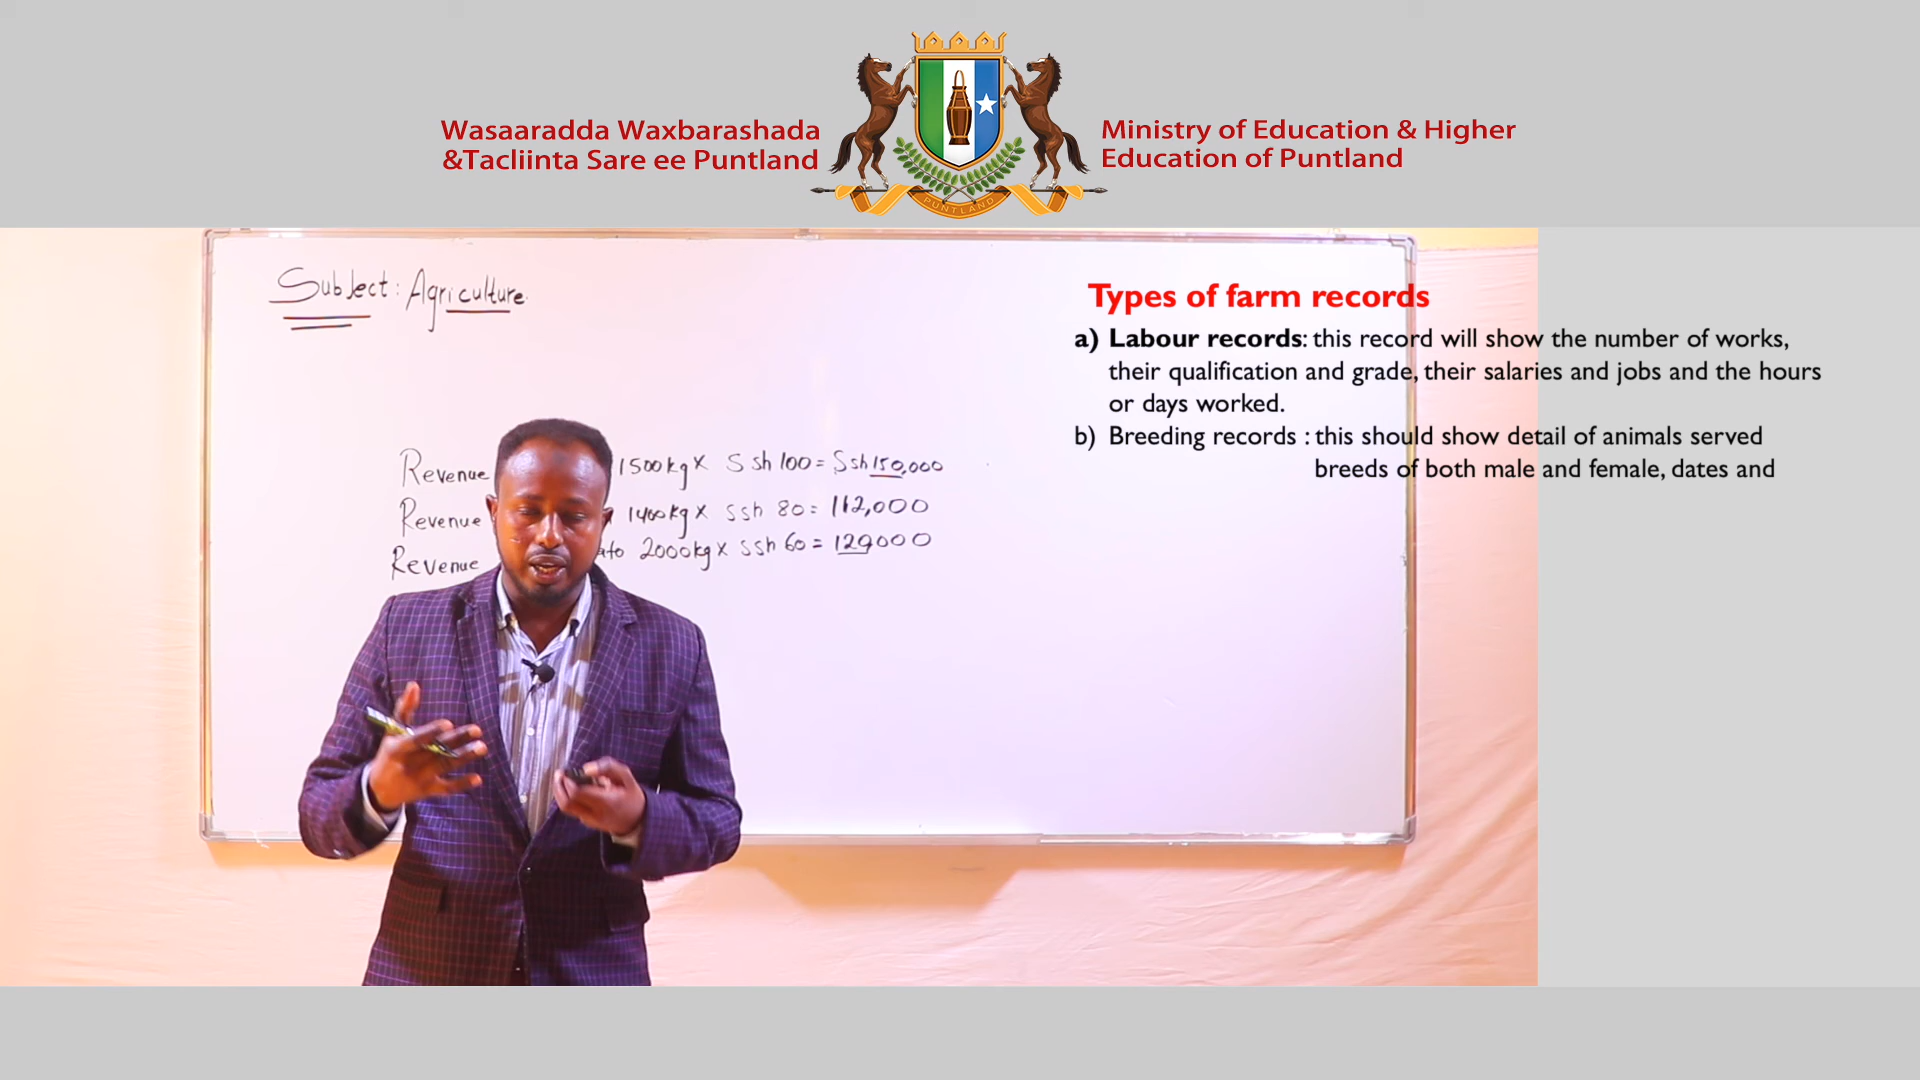 Wasaaradda Waxbarashada
&Tacliinta Sare ee Puntland
Ministry of Education & Higher
Education of Puntland
PUNTLAND
Subject: Agriculture.
Types of farm records
a) Labour records: this record will show the number of works,
their qualification and grade, their salaries and jobs and the hours
or days worked.
b) Breeding records : this should show detail of animals served
breeds of both male and female, dates and
Revenue 1500kg x Ssh 100 = Ssh 150,000
Revenue 1400kg x Ssh 80 = 112,000
Revenue 2000kg x Ssh 60 = 120000